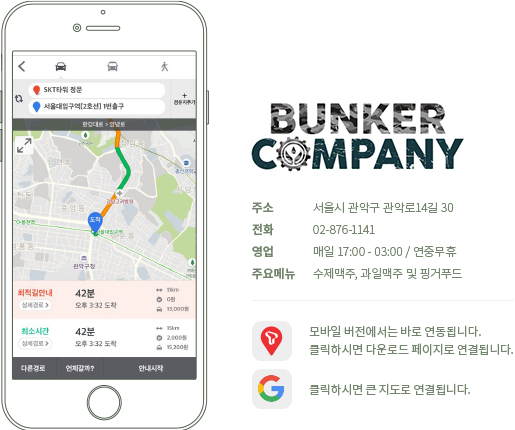 SKT타워 정문
서울대입구역[2호선] 1번출구
경유지추가
한강대로 > 양녕로
도착
관악구청
최적길안내
상세경로 >
42분
오후 3:32 도착
11km
0원
13,000원
최소시간
상세경로 >
42분
오후 3:32 도착
15km
2,000원
15,200원
다른경로
언제갈까?
안내시작
BUNKER
COMPANY
주소 서울시 관악구 관악로14길 30
전화 02-876-1141
영업 매일 17:00 - 03:00 / 연중무휴
주요메뉴 수제맥주, 과일맥주 및 핑거푸드
모바일 버전에서는 바로 연동됩니다.
클릭하시면 다운로드 페이지로 연결됩니다.
클릭하시면 큰 지도로 연결됩니다.